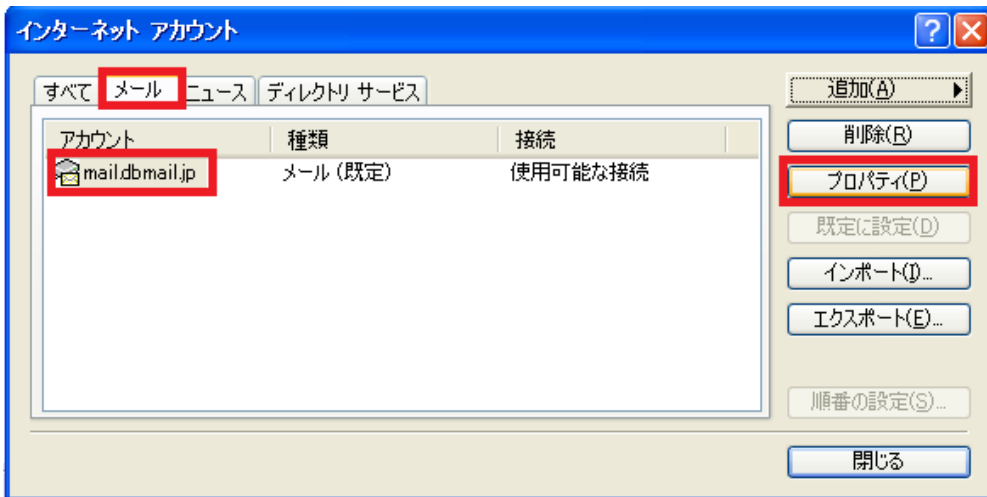 インターネット アカウント
すべて メール ニュース ディレクトリ サービス
アカウント 種類 接続
mail.dbmail.jp メール (既定) 使用可能な接続
追加(A)
削除(R)
プロパティ(P)
既定に設定(D)
インポート(I)...
エクスポート(E)...
順番の設定(S)...
閉じる